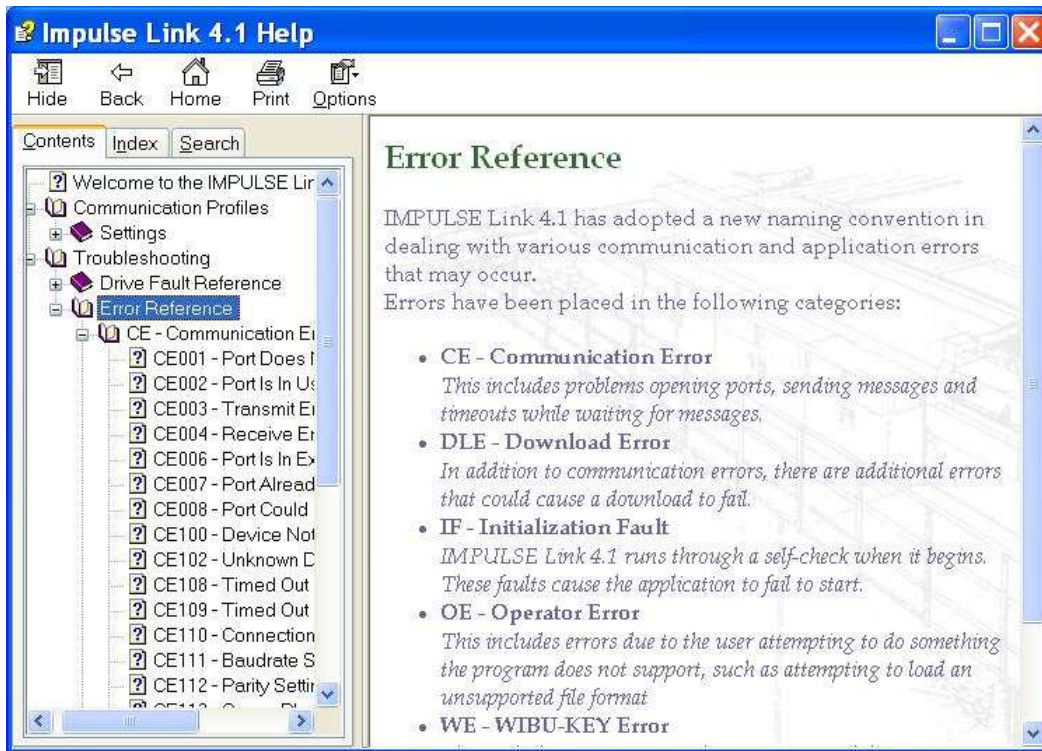 Impulse Link 4.1 Help
Hide Back Home Print Options
Contents Index Search
Welcome to the IMPULSE Lin
Communication Profiles
Settings
Troubleshooting
Drive Fault Reference
Error Reference
CE - Communication Er
CE001 - Port Does N
CE002 - Port Is In Us
CE003 - Transmit Er
CE004 - Receive Er
CE006 - Port Is In Ex
CE007 - Port Alread
CE008 - Port Could
CE100 - Device Not
CE102 - Unknown D
CE108 - Timed Out
CE109 - Timed Out
CE110 - Connection
CE111 - Baudrate S
CE112 - Parity Settin
Error Reference
IMPULSE Link 4.1 has adopted a new naming convention in
dealing with various communication and application errors
that may occur.
Errors have been placed in the following categories:
• CE - Communication Error
This includes problems opening ports, sending messages and
timeouts while waiting for messages.
• DLE - Download Error
In addition to communication errors, there are additional errors
that could cause a download to fail.
• IF - Initialization Fault
IMPULSE Link 4.1 runs through a self-check when it begins.
These faults cause the application to fail to start.
• OE - Operator Error
This includes errors due to the user attempting to do something
the program does not support, such as attempting to load an
unsupported file format
• WE - WIBU-KEY Error